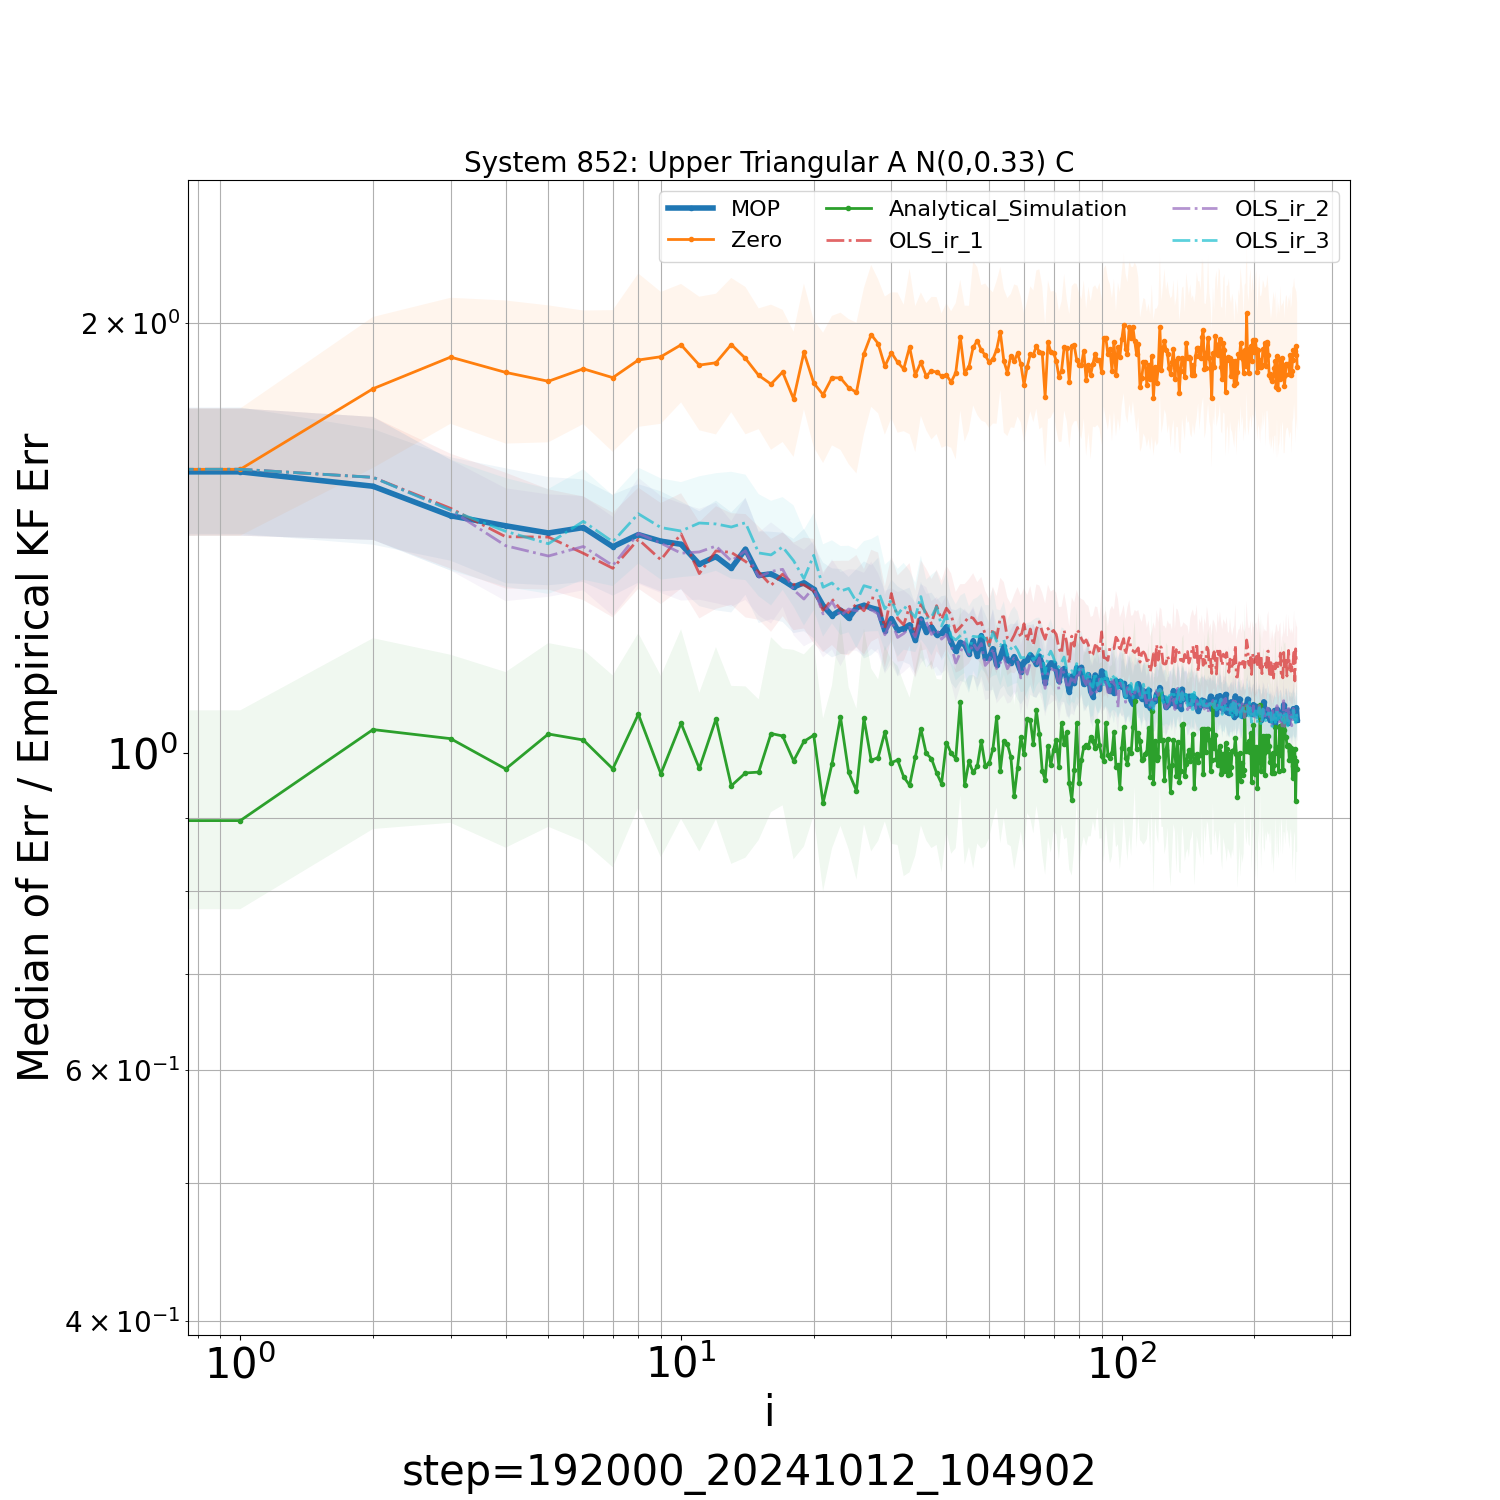 System 852: Upper Triangular A N(0,0.33) C
MOP
Zero
Analytical_Simulation
OLS_ir_1
OLS_ir_2
OLS_ir_3
Median of Err / Empirical KF Err
2 × 10⁰
10⁰
6 × 10⁻¹
4 × 10⁻¹
10⁰ 10¹ 10²
i
step=192000_20241012_104902